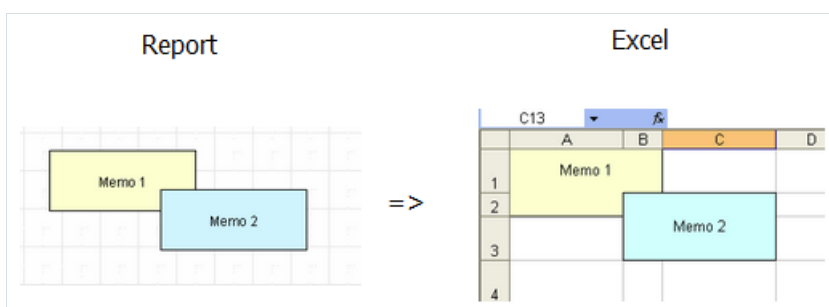 Report
Excel
Memo 1
Memo 2
=>
C13 fx
A B C D
1
2
3
4
Memo 1
Memo 2